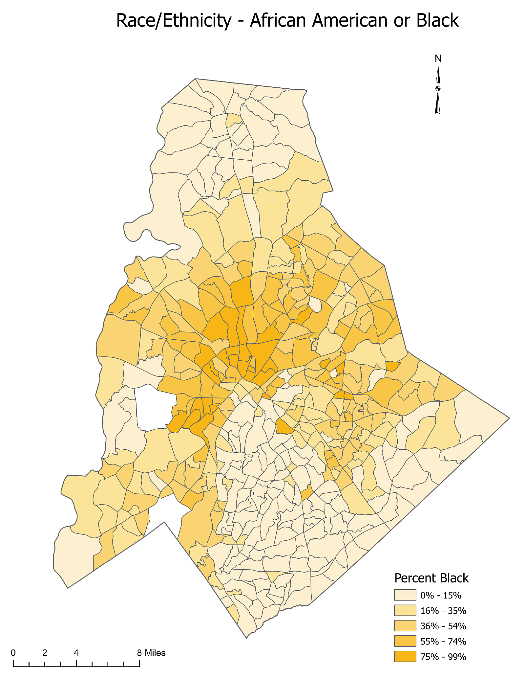 Race/Ethnicity - African American or Black
N
Percent Black
0% - 15%
16% - 35%
36% - 54%
55% - 74%
75% - 99%
0 2 4 8 Miles